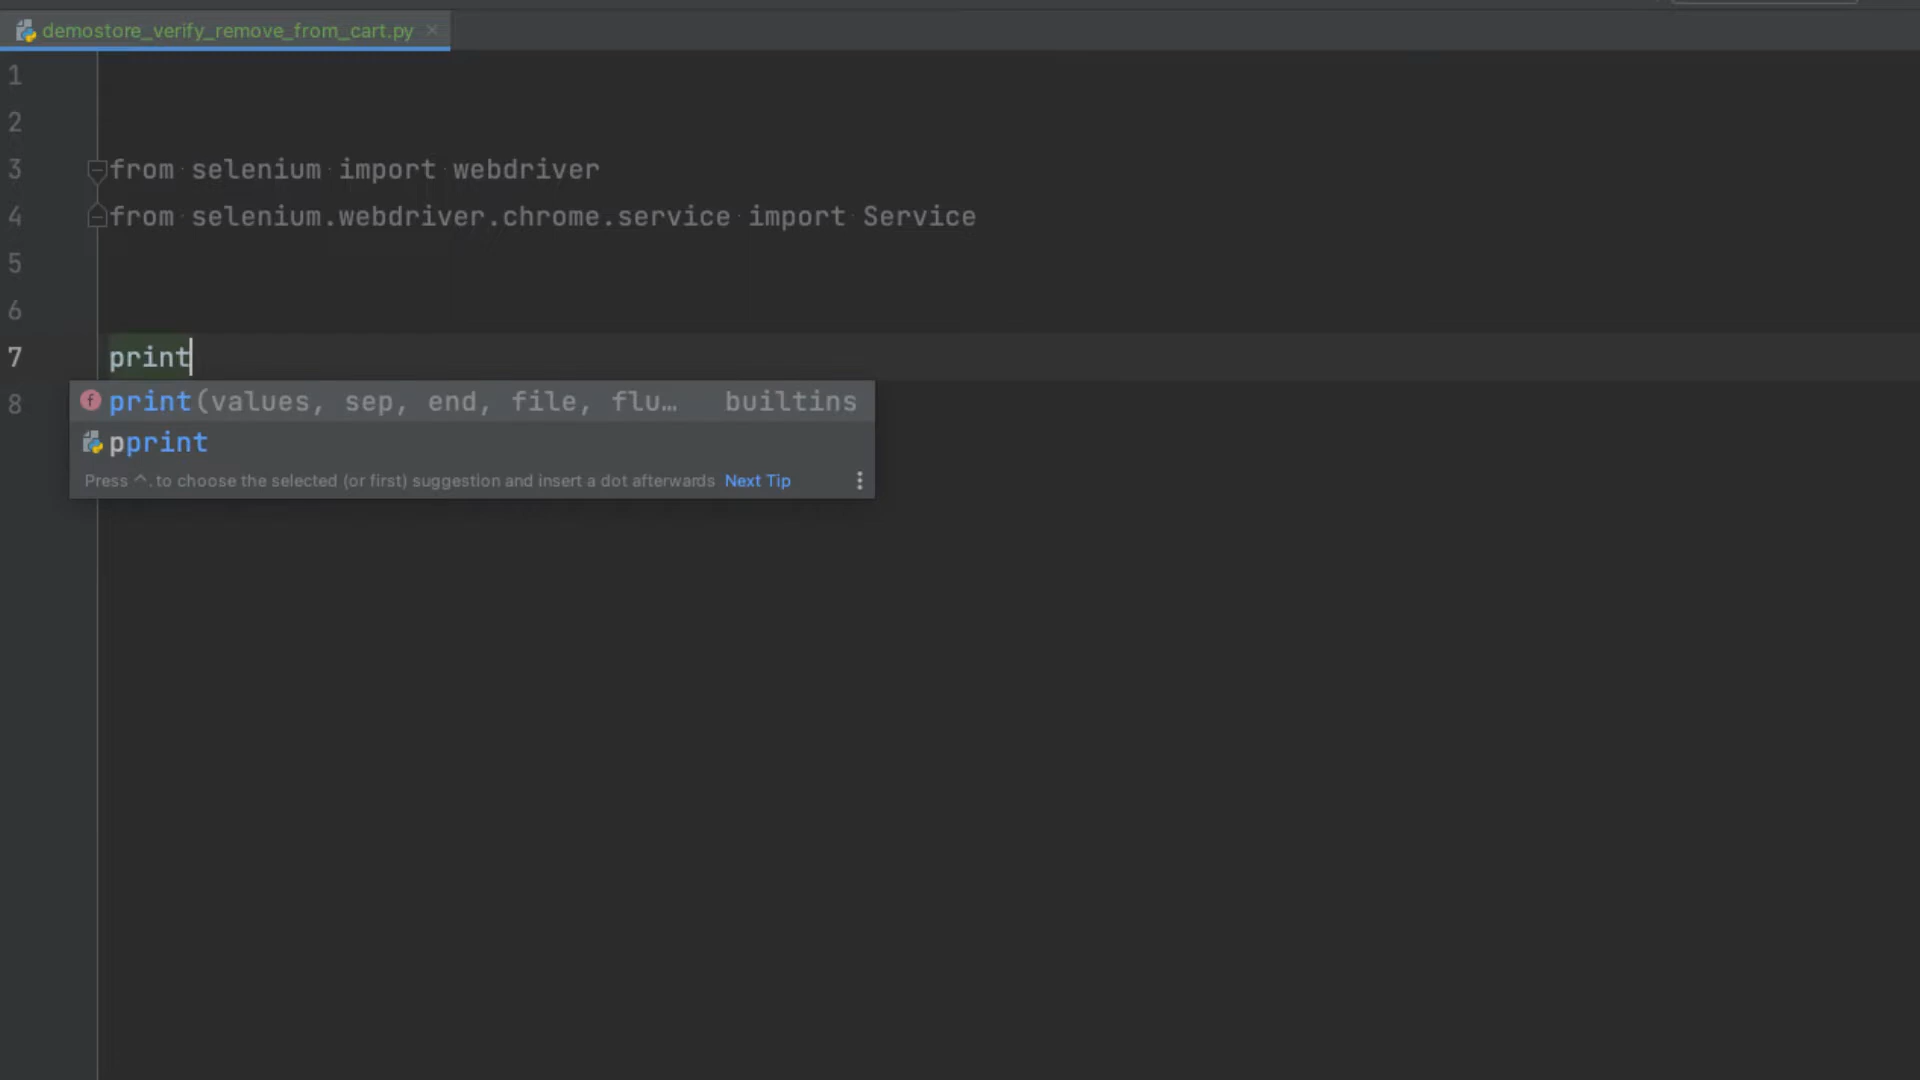 demostore_verify_remove_from_cart.py
1
2
3 from selenium import webdriver
4 from selenium.webdriver.chrome.service import Service
5
6
7 print
print(values, sep, end, file, flu… builtins
8
pprint
Press ^. to choose the selected (or first) suggestion and insert a dot afterwards Next Tip